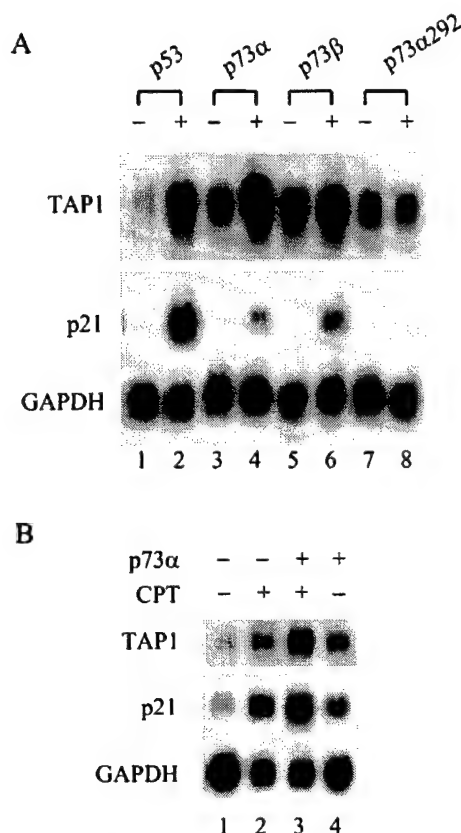 A
p53 p73α p73β p73α292
− + − + − + − +
TAP1
p21
GAPDH
1 2 3 4 5 6 7 8
B
p73α − − + +
CPT − + + −
TAP1
p21
GAPDH
1 2 3 4